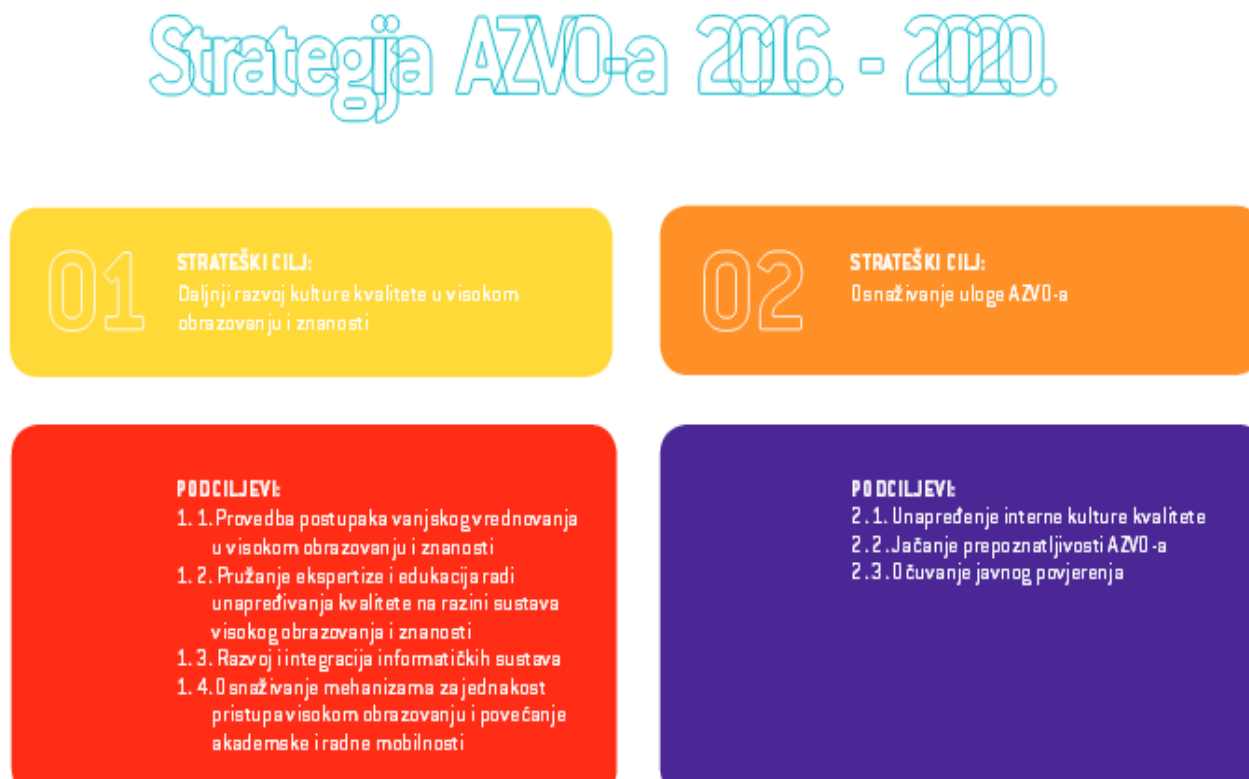 Strategija AZVO-a 2016. - 2020.
01
STRATEŠKI CILJ:
Daljnji razvoj kulture kvalitete u visokom
obrazovanju i znanosti
02
STRATEŠKI CILJ:
Osnaživanje uloge AZVO-a
PODCILJEVI:
1. 1. Provedba postupaka vanjskog vrednovanja
u visokom obrazovanju i znanosti
1. 2. Pružanje ekspertize i edukacija radi
unapređivanja kvalitete na razini sustava
visokog obrazovanja i znanosti
1. 3. Razvoj i integracija informatičkih sustava
1. 4. Osnaživanje mehanizama za jednakost
pristupa visokom obrazovanju i povećanje
akademske i radne mobilnosti
PODCILJEVI:
2.1. Unapređenje interne kulture kvalitete
2.2. Jačanje prepoznatljivosti AZVO-a
2.3. Očuvanje javnog povjerenja